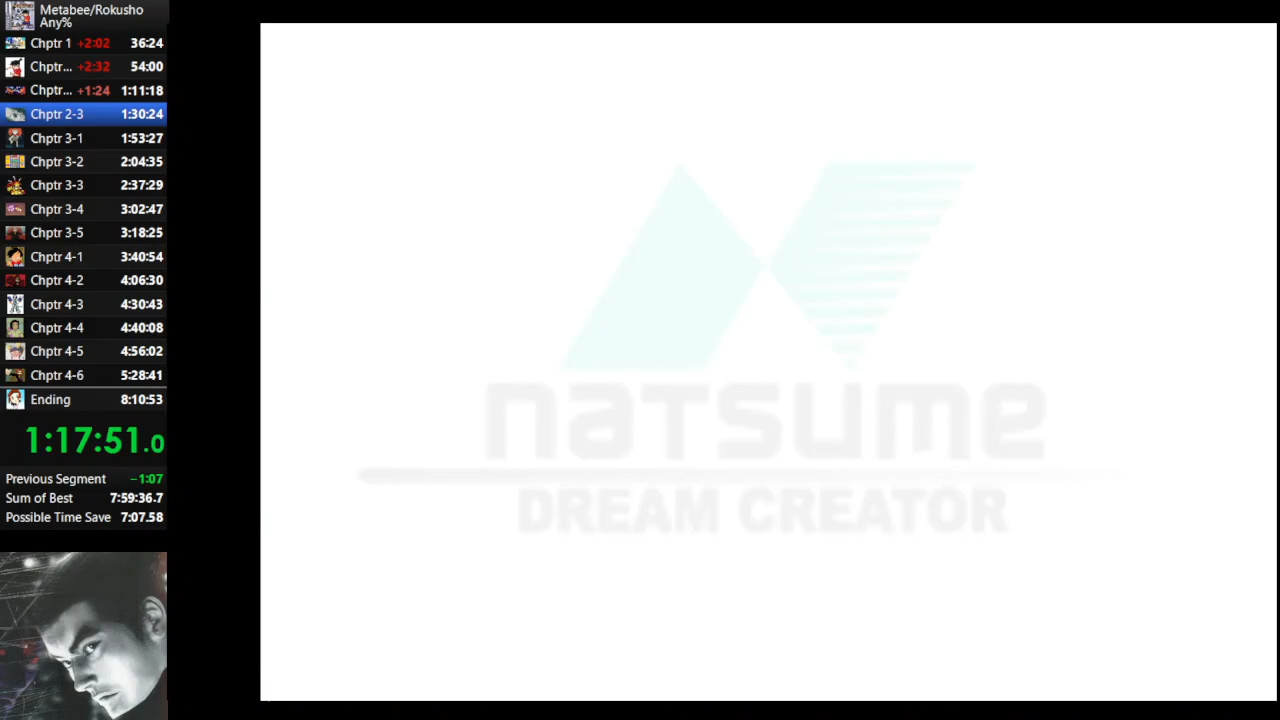 Metabee/Rokusho
Any%
Chptr 1 +2:02 36:24
Chptr... +2:32 54:00
Chptr... +1:24 1:11:18
Chptr 2-3 1:30:24
Chptr 3-1 1:53:27
Chptr 3-2 2:04:35
Chptr 3-3 2:37:29
Chptr 3-4 3:02:47
Chptr 3-5 3:18:25
Chptr 4-1 3:40:54
Chptr 4-2 4:06:30
Chptr 4-3 4:30:43
Chptr 4-4 4:40:08
Chptr 4-5 4:56:02
Chptr 4-6 5:28:41
Ending 8:10:53
1:17:51.0
Previous Segment −1:07
Sum of Best 7:59:36.7
Possible Time Save 7:07.58
natsume
DREAM CREATOR